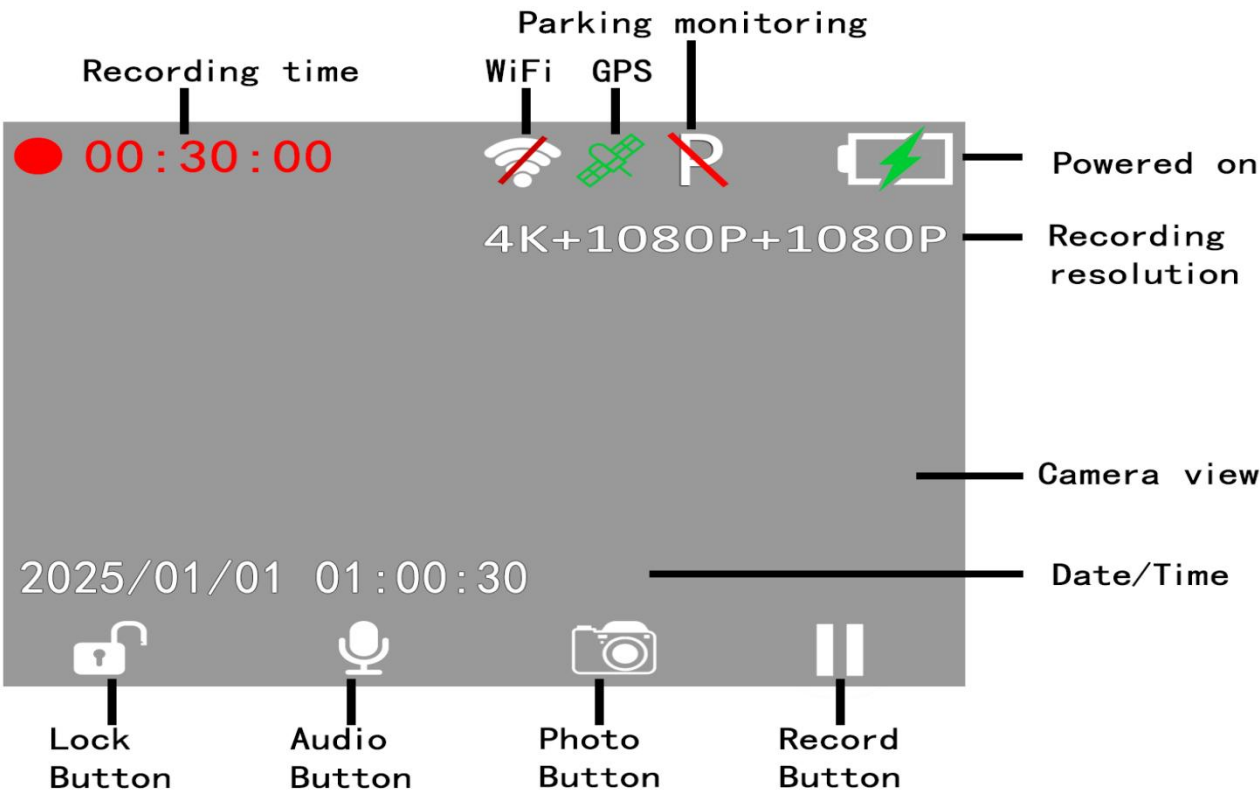 Parking monitoring
Recording time
WiFi
GPS
00:30:00
P
Powered on
4K+1080P+1080P
Recording
resolution
Camera view
2025/01/01 01:00:30
Date/Time
Lock
Button
Audio
Button
Photo
Button
Record
Button